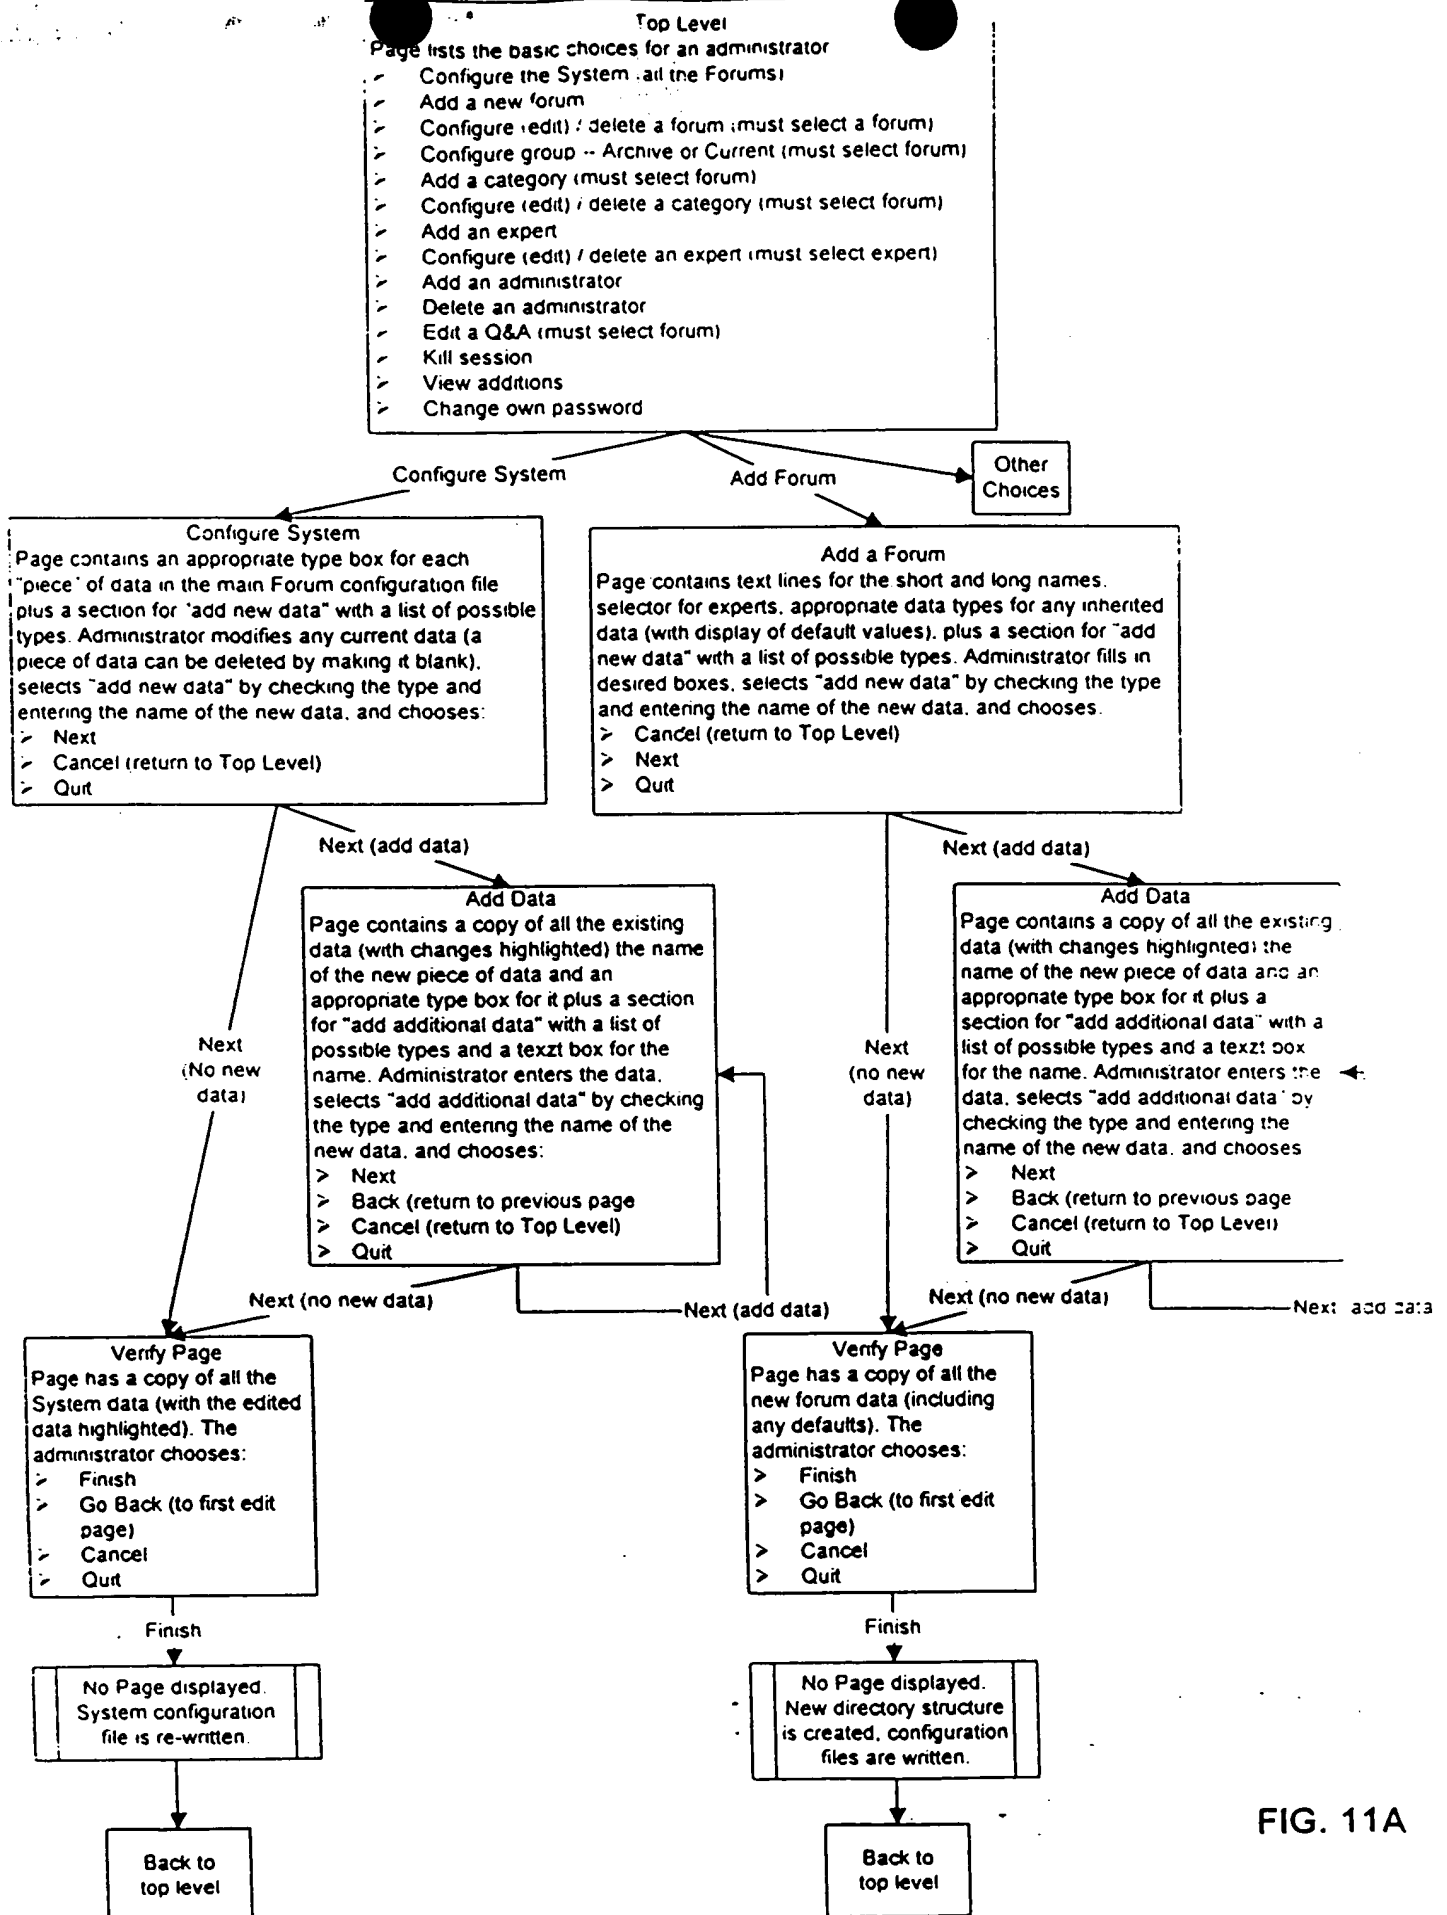 Top Level
Page lists the basic choices for an administrator
➢ Configure the System (all the Forums)
➢ Add a new forum
➢ Configure (edit) / delete a forum (must select a forum)
➢ Configure group -- Archive or Current (must select forum)
➢ Add a category (must select forum)
➢ Configure (edit) / delete a category (must select forum)
➢ Add an expert
➢ Configure (edit) / delete an expert (must select expert)
➢ Add an administrator
➢ Delete an administrator
➢ Edit a Q&A (must select forum)
➢ Kill session
➢ View additions
➢ Change own password
Configure System
Add Forum
Other
Choices
Configure System
Page contains an appropriate type box for each
"piece" of data in the main Forum configuration file
plus a section for "add new data" with a list of possible
types. Administrator modifies any current data (a
piece of data can be deleted by making it blank),
selects "add new data" by checking the type and
entering the name of the new data, and chooses:
➢ Next
➢ Cancel (return to Top Level)
➢ Quit
Add a Forum
Page contains text lines for the short and long names,
selector for experts, appropriate data types for any inherited
data (with display of default values), plus a section for "add
new data" with a list of possible types. Administrator fills in
desired boxes, selects "add new data" by checking the type
and entering the name of the new data, and chooses.
➢ Cancel (return to Top Level)
➢ Next
➢ Quit
Next (add data)
Next (add data)
Add Data
Page contains a copy of all the existing
data (with changes highlighted) the name
of the new piece of data and an
appropriate type box for it plus a section
for "add additional data" with a list of
possible types and a texzt box for the
name. Administrator enters the data,
selects "add additional data" by checking
the type and entering the name of the
new data, and chooses:
➢ Next
➢ Back (return to previous page
➢ Cancel (return to Top Level)
➢ Quit
Add Data
Page contains a copy of all the existing
data (with changes highlighted) the
name of the new piece of data and an
appropriate type box for it plus a
section for "add additional data" with a
list of possible types and a texzt box
for the name. Administrator enters the
data, selects "add additional data" by
checking the type and entering the
name of the new data, and chooses
➢ Next
➢ Back (return to previous page
➢ Cancel (return to Top Level)
➢ Quit
Next
(No new
data)
Next
(no new
data)
Next (no new data)
Next (add data)
Next (no new data)
Next add data
Verify Page
Page has a copy of all the
System data (with the edited
data highlighted). The
administrator chooses:
➢ Finish
➢ Go Back (to first edit
page)
➢ Cancel
➢ Quit
Verify Page
Page has a copy of all the
new forum data (including
any defaults). The
administrator chooses:
➢ Finish
➢ Go Back (to first edit
page)
➢ Cancel
➢ Quit
Finish
Finish
No Page displayed.
System configuration
file is re-written.
No Page displayed.
New directory structure
is created, configuration
files are written.
Back to
top level
Back to
top level
FIG. 11A